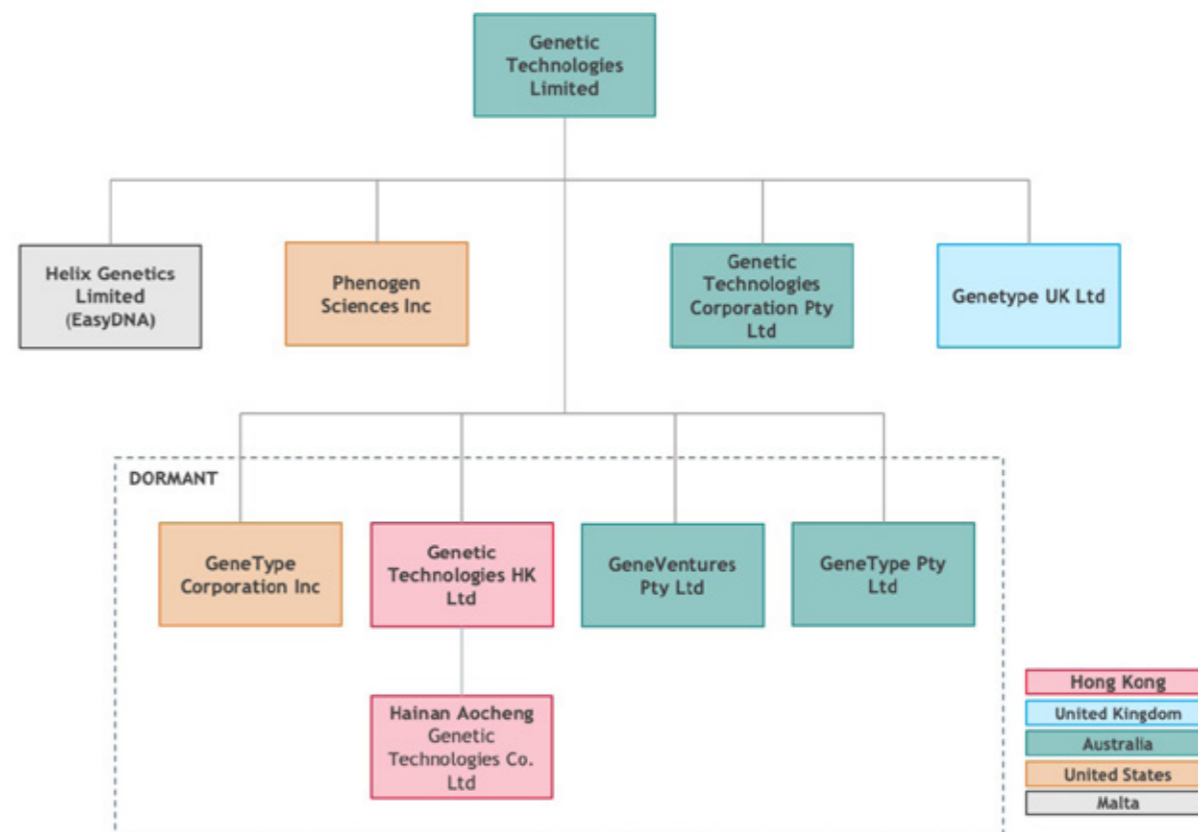 Genetic
Technologies
Limited
Helix Genetics
Limited
(EasyDNA)
Phenogen
Sciences Inc
Genetic
Technologies
Corporation Pty
Ltd
Genetype UK Ltd
DORMANT
GeneType
Corporation Inc
Genetic
Technologies HK
Ltd
GeneVentures
Pty Ltd
GeneType Pty
Ltd
Hainan Aocheng
Genetic
Technologies Co.
Ltd
Hong Kong
United Kingdom
Australia
United States
Malta